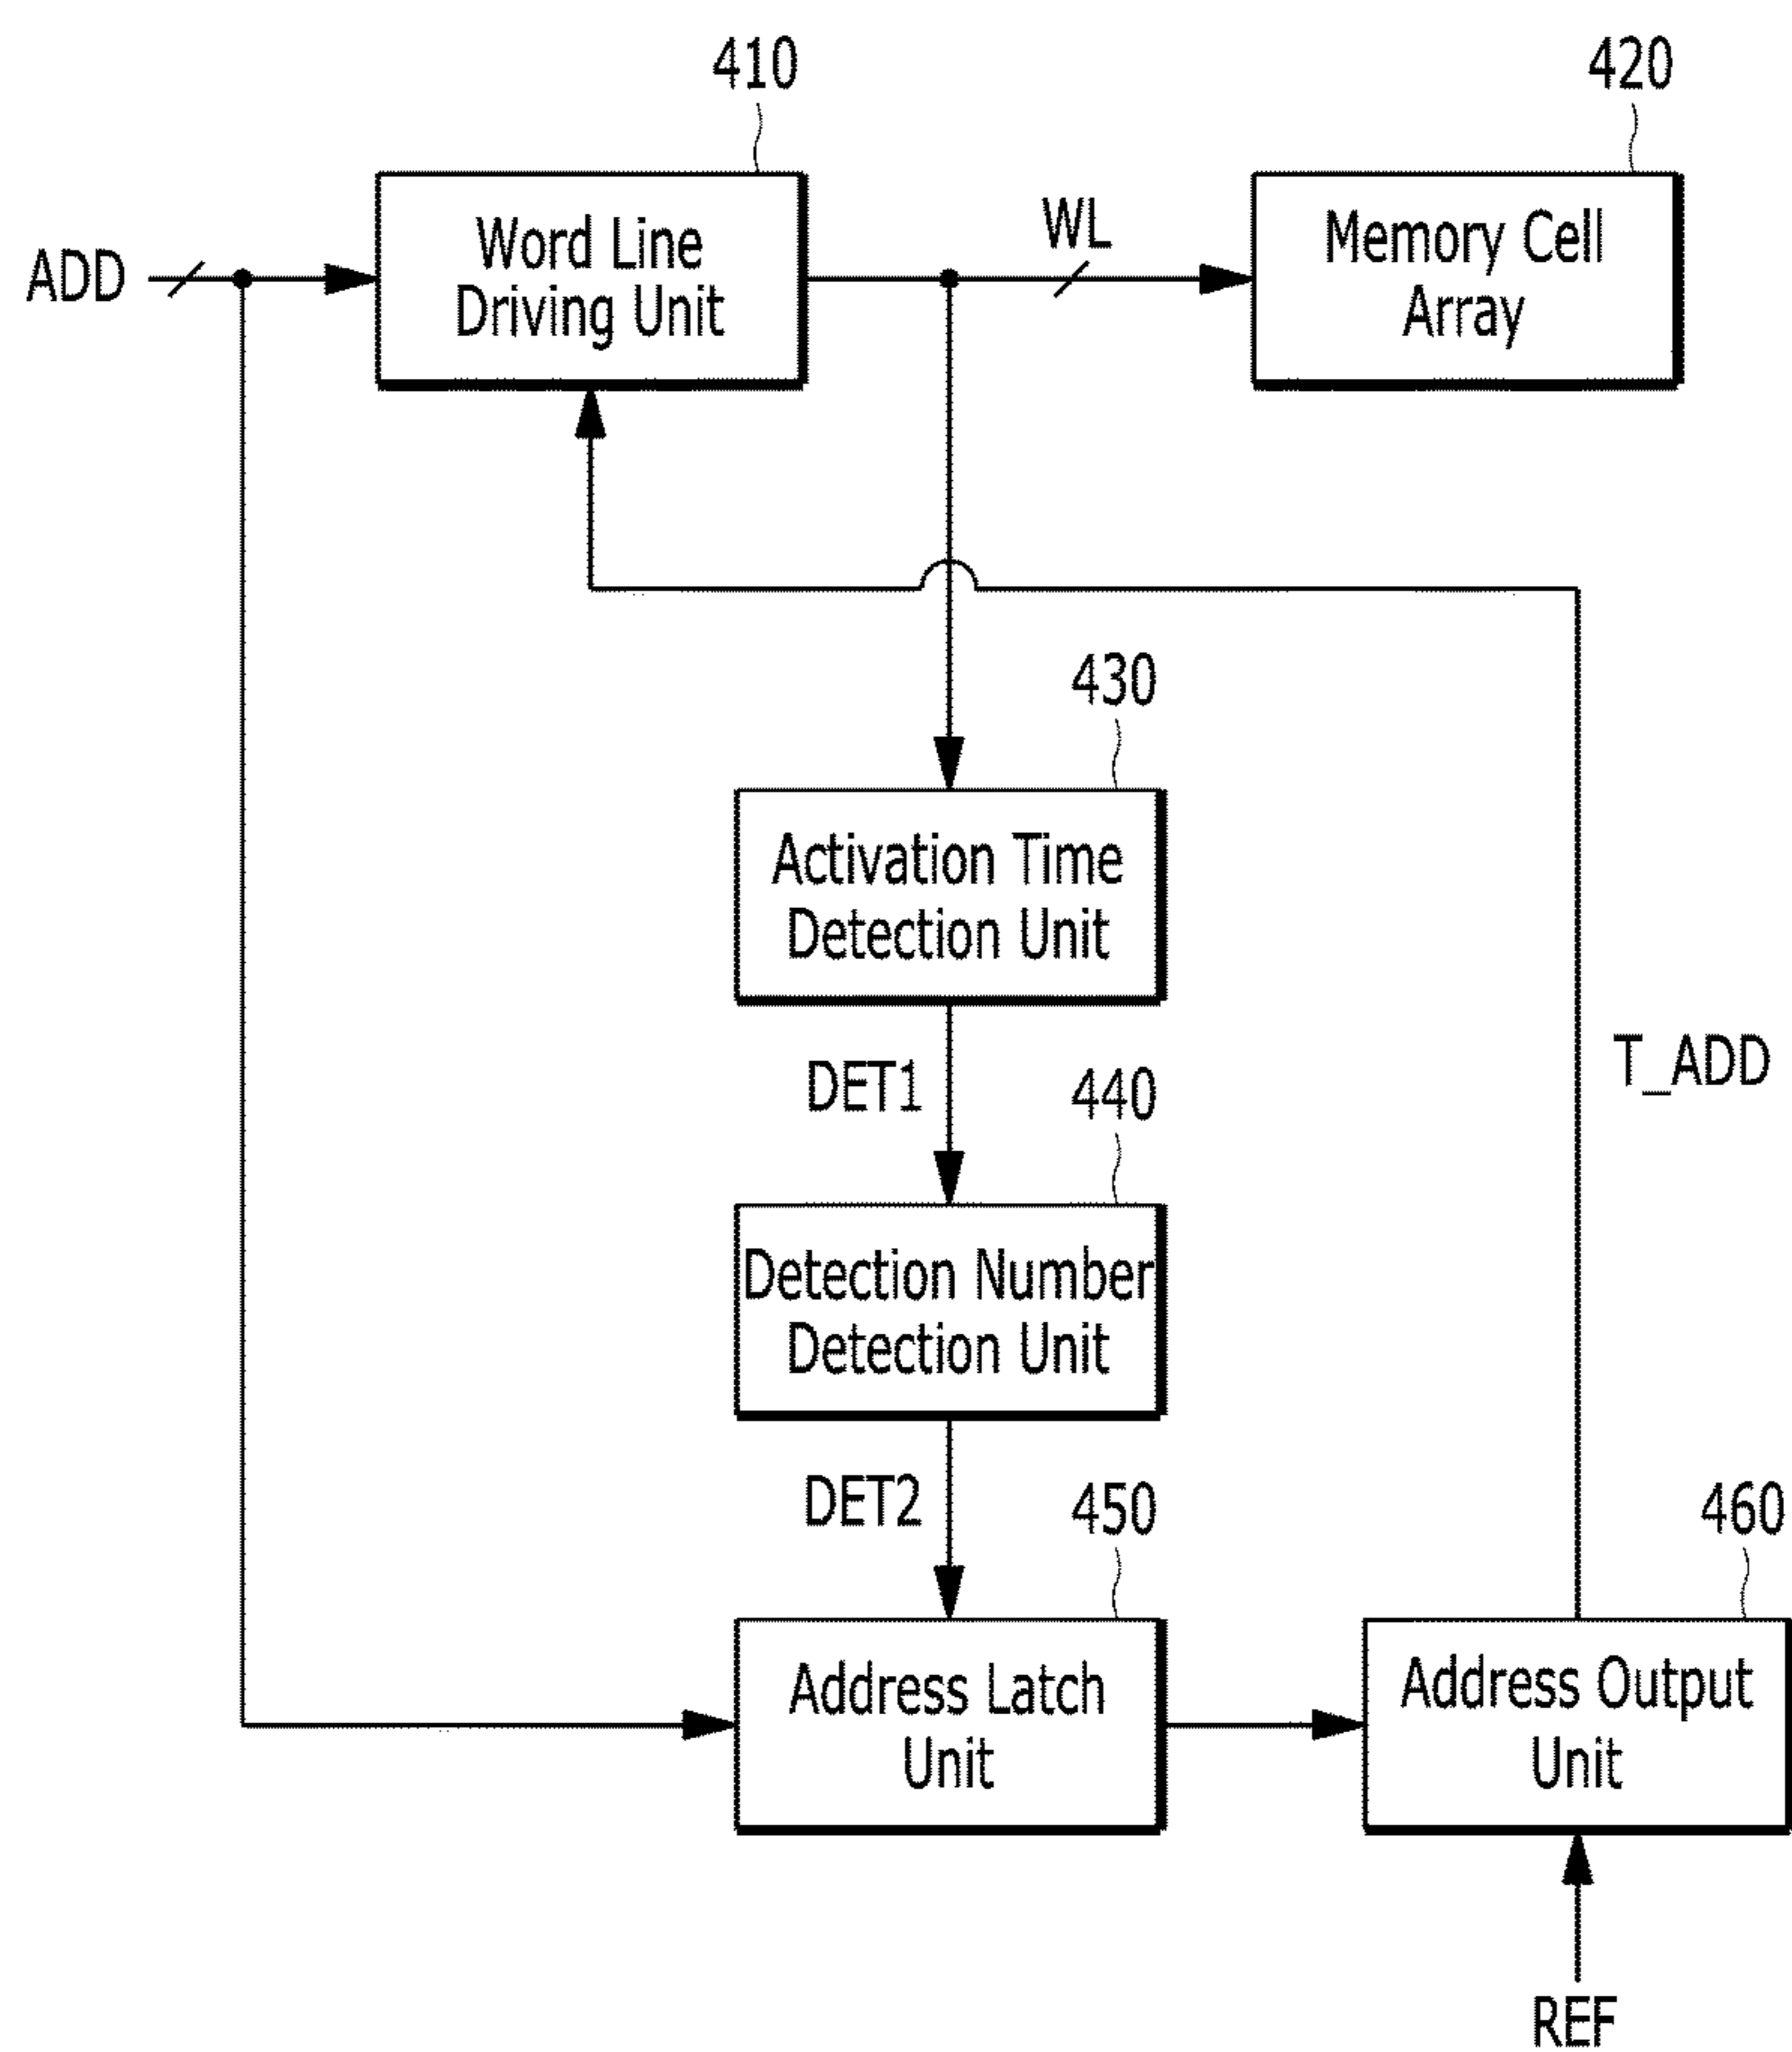 410
420
ADD
Word Line
Driving Unit
WL
Memory Cell
Array
430
Activation Time
Detection Unit
T_ADD
DET1
440
Detection Number
Detection Unit
DET2
450
460
Address Latch
Unit
Address Output
Unit
REF